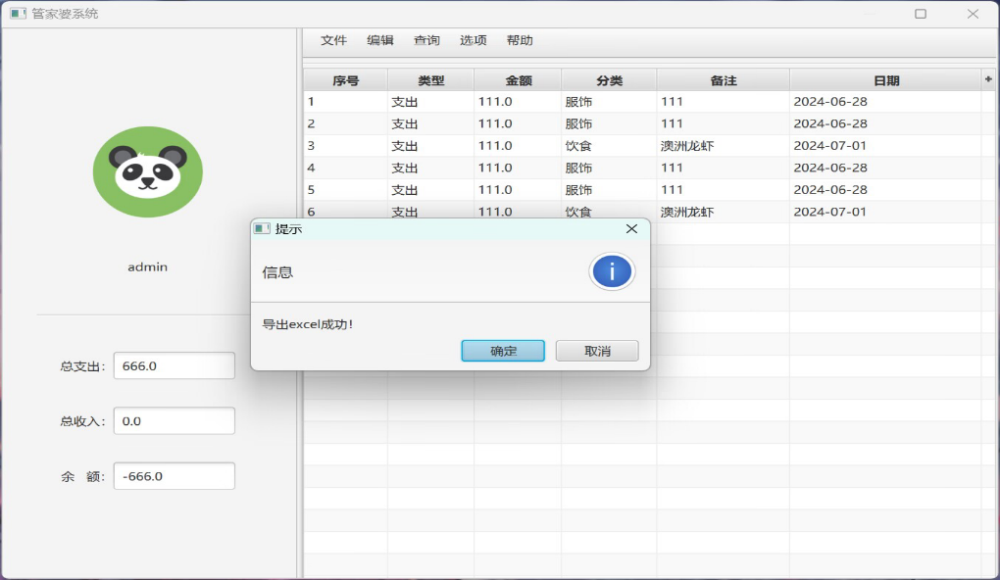 管家婆系统
文件 编辑 查询 选项 帮助
序号 类型 金额 分类 备注 日期 +
1 支出 111.0 服饰 111 2024-06-28
2 支出 111.0 服饰 111 2024-06-28
3 支出 111.0 饮食 澳洲龙虾 2024-07-01
4 支出 111.0 服饰 111 2024-06-28
5 支出 111.0 服饰 111 2024-06-28
6 支出 111.0 饮食 澳洲龙虾 2024-07-01
admin
总支出: 666.0
总收入: 0.0
余 额: -666.0
提示
信息
i
导出excel成功!
确定 取消